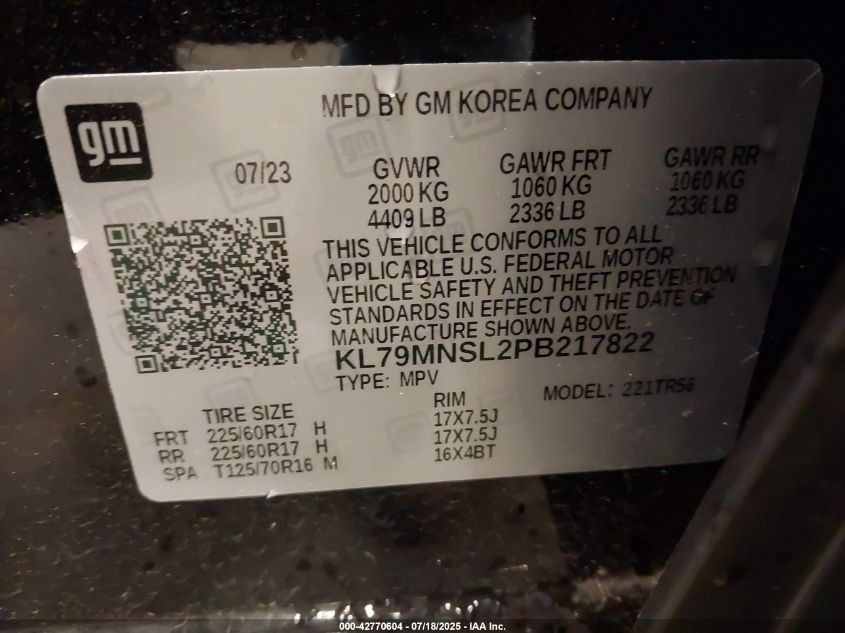 gm
MFD BY GM KOREA COMPANY
07/23
GVWR GAWR FRT GAWR RR
2000 KG 1060 KG 1060 KG
4409 LB 2336 LB 2336 LB
THIS VEHICLE CONFORMS TO ALL
APPLICABLE U.S. FEDERAL MOTOR
VEHICLE SAFETY AND THEFT PREVENTION
STANDARDS IN EFFECT ON THE DATE OF
MANUFACTURE SHOWN ABOVE.
KL79MNSL2PB217822
TYPE: MPV MODEL: 221TR56
TIRE SIZE RIM
FRT 225/60R17 H 17X7.5J
RR 225/60R17 H 17X7.5J
SPA T125/70R16 M 16X4BT
000-42770604 - 07/18/2025 - IAA Inc.